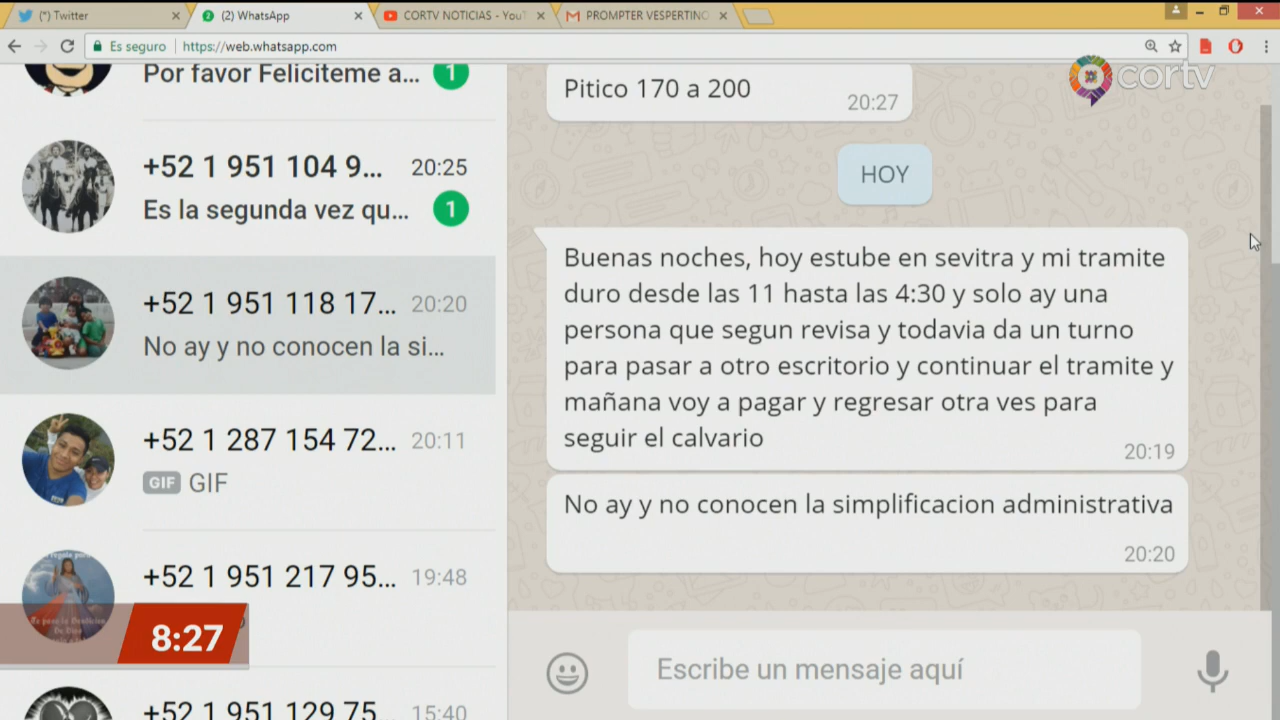 (*) Twitter
(2) WhatsApp
CORTV NOTICIAS - YouT
PROMPTER VESPERTINO
Es seguro
https://web.whatsapp.com
cortv
Por favor Feliciteme a...
1
+52 1 951 104 9...
20:25
Es la segunda vez qu...
1
+52 1 951 118 17...
20:20
No ay y no conocen la si...
+52 1 287 154 72...
20:11
GIF GIF
+52 1 951 217 95...
19:48
8:27
+52 1 951 129 75...
15:40
Pitico 170 a 200
20:27
HOY
Buenas noches, hoy estube en sevitra y mi tramite
duro desde las 11 hasta las 4:30 y solo ay una
persona que segun revisa y todavia da un turno
para pasar a otro escritorio y continuar el tramite y
mañana voy a pagar y regresar otra ves para
seguir el calvario
20:19
No ay y no conocen la simplificacion administrativa
20:20
Escribe un mensaje aquí